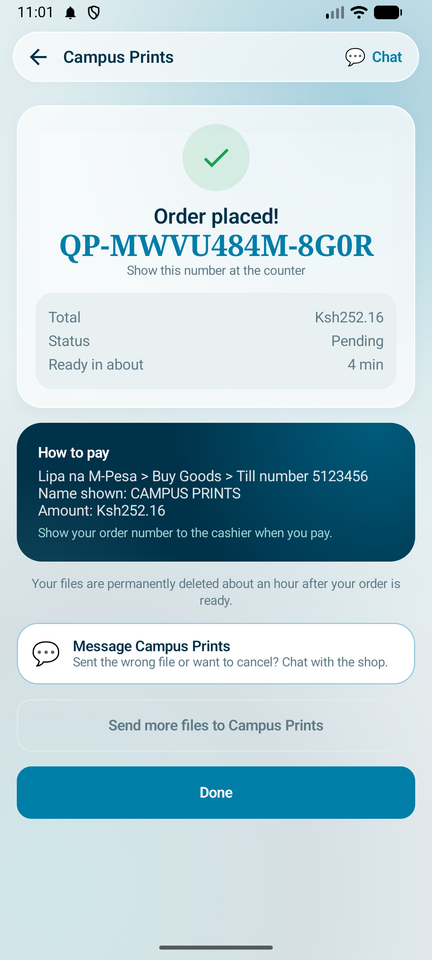 11:01
Campus Prints
Chat
Order placed!
QP-MWVU484M-8G0R
Show this number at the counter
Total Ksh252.16
Status Pending
Ready in about 4 min
How to pay
Lipa na M-Pesa > Buy Goods > Till number 5123456
Name shown: CAMPUS PRINTS
Amount: Ksh252.16
Show your order number to the cashier when you pay.
Your files are permanently deleted about an hour after your order is
ready.
Message Campus Prints
Sent the wrong file or want to cancel? Chat with the shop.
Send more files to Campus Prints
Done